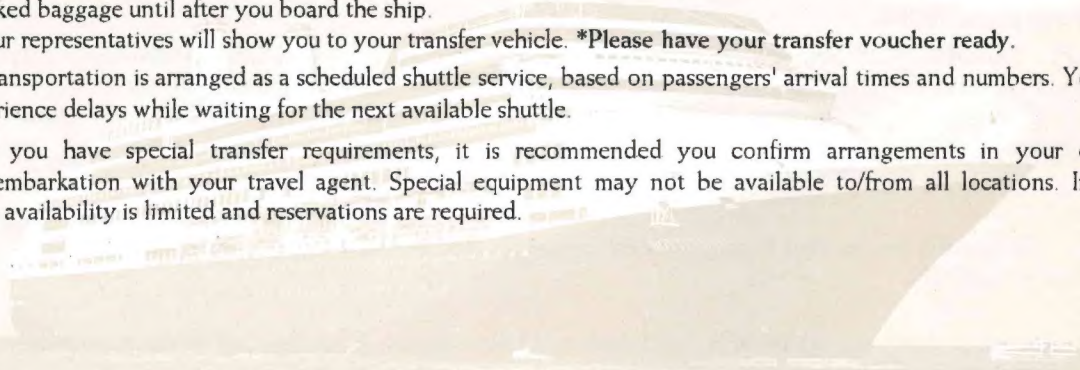 ked baggage until after you board the ship.
ur representatives will show you to your transfer vehicle. *Please have your transfer voucher ready.
ansportation is arranged as a scheduled shuttle service, based on passengers' arrival times and numbers. Y
rience delays while waiting for the next available shuttle.
you have special transfer requirements, it is recommended you confirm arrangements in your
embarkation with your travel agent. Special equipment may not be available to/from all locations. I
availability is limited and reservations are required.